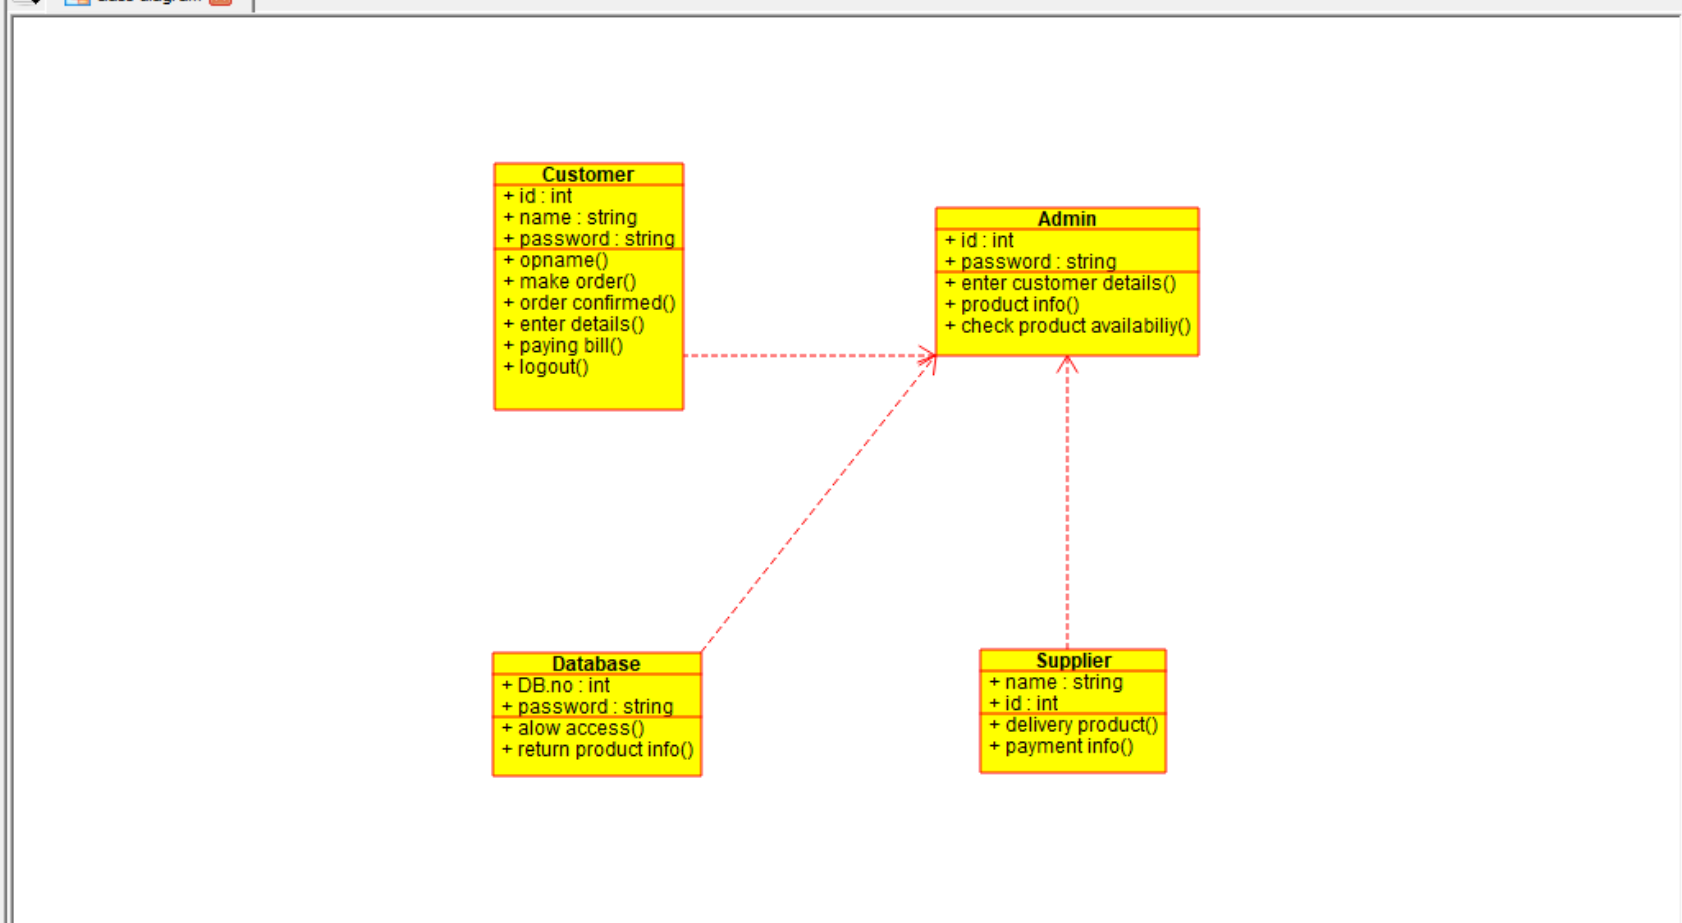 Customer
+ id : int
+ name : string
+ password : string
+ opname()
+ make order()
+ order confirmed()
+ enter details()
+ paying bill()
+ logout()
Admin
+ id : int
+ password : string
+ enter customer details()
+ product info()
+ check product availabiliy()
Database
+ DB.no : int
+ password : string
+ alow access()
+ return product info()
Supplier
+ name : string
+ id : int
+ delivery product()
+ payment info()